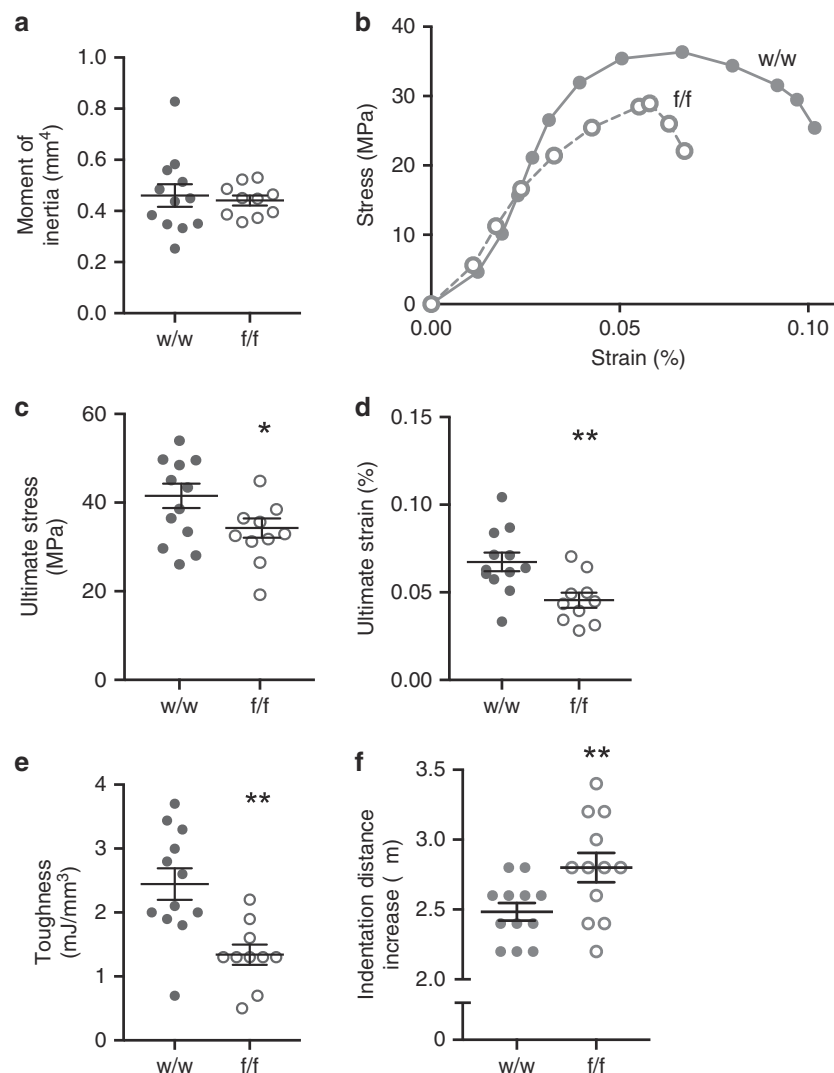 a
1.0
0.8
0.6
0.4
0.2
0.0
Moment of
inertia (mm⁴)
w/w
f/f
b
40
30
20
10
0
Stress (MPa)
w/w
f/f
0.00
0.05
0.10
Strain (%)
c
60
40
20
0
Ultimate stress
(MPa)
*
w/w
f/f
d
0.15
0.10
0.05
0.00
Ultimate strain (%)
**
w/w
f/f
e
4
3
2
1
0
Toughness
(mJ/mm³)
**
w/w
f/f
f
3.5
3.0
2.5
2.0
0
Indentation distance
increase ( m)
**
w/w
f/f